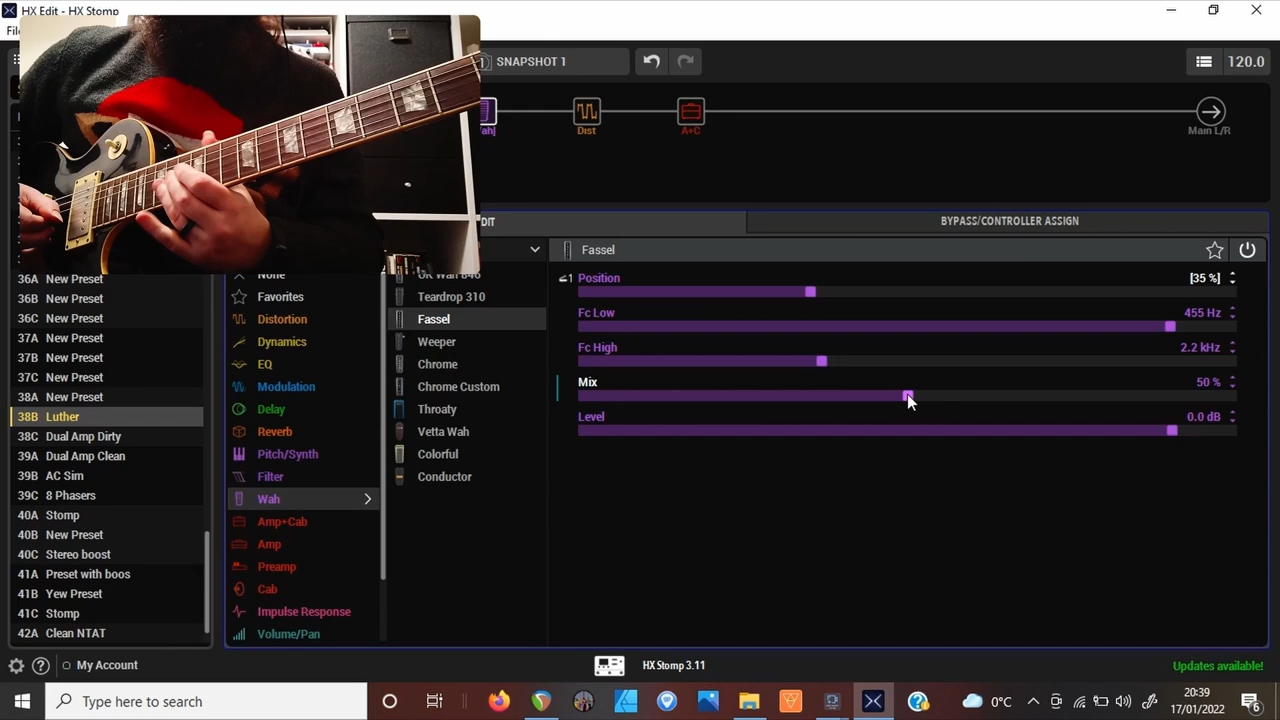 HX Edit - HX Stomp
SNAPSHOT 1
120.0
Dist
A+C
Main L/R
BYPASS/CONTROLLER ASSIGN
Fassel
36A New Preset
36B New Preset
36C New Preset
37A New Preset
37B New Preset
37C New Preset
38A New Preset
38B Luther
38C Dual Amp Dirty
39A Dual Amp Clean
39B AC Sim
39C 8 Phasers
40A Stomp
40B New Preset
40C Stereo boost
41A Preset with boos
41B Yew Preset
41C Stomp
42A Clean NTAT
None
Favorites
Distortion
Dynamics
EQ
Modulation
Delay
Reverb
Pitch/Synth
Filter
Wah
Amp+Cab
Amp
Preamp
Cab
Impulse Response
Volume/Pan
UK Wah 846
Teardrop 310
Fassel
Weeper
Chrome
Chrome Custom
Throaty
Vetta Wah
Colorful
Conductor
1 Position [35 %]
Fc Low 455 Hz
Fc High 2.2 kHz
Mix 50 %
Level 0.0 dB
My Account
HX Stomp 3.11
Updates available!
Type here to search
0°C
20:39
17/01/2022
6